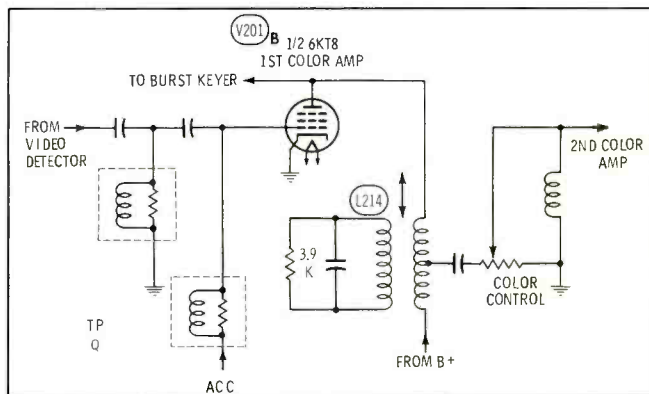 V201 B 1/2 6KT8
1ST COLOR AMP
TO BURST KEYER
FROM
VIDEO
DETECTOR
2ND COLOR
AMP
L214
3.9
K
COLOR
CONTROL
TP
Q
FROM B+
ACC